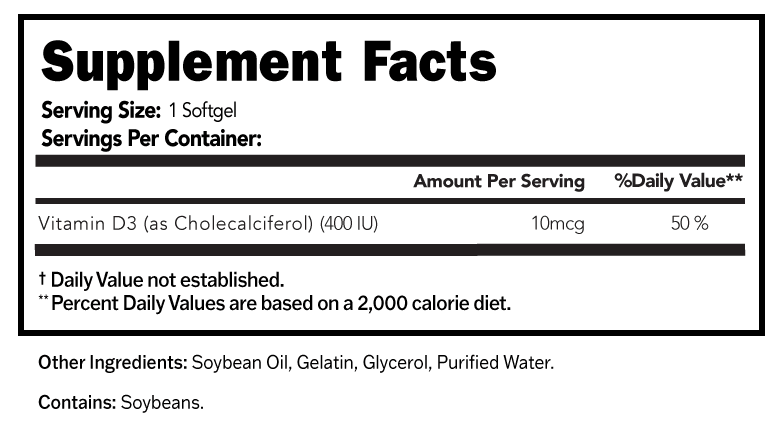 Supplement Facts
Serving Size: 1 Softgel
Servings Per Container:
Amount Per Serving %Daily Value**
Vitamin D3 (as Cholecalciferol) (400 IU) 10mcg 50 %
† Daily Value not established.
** Percent Daily Values are based on a 2,000 calorie diet.
Other Ingredients: Soybean Oil, Gelatin, Glycerol, Purified Water.
Contains: Soybeans.